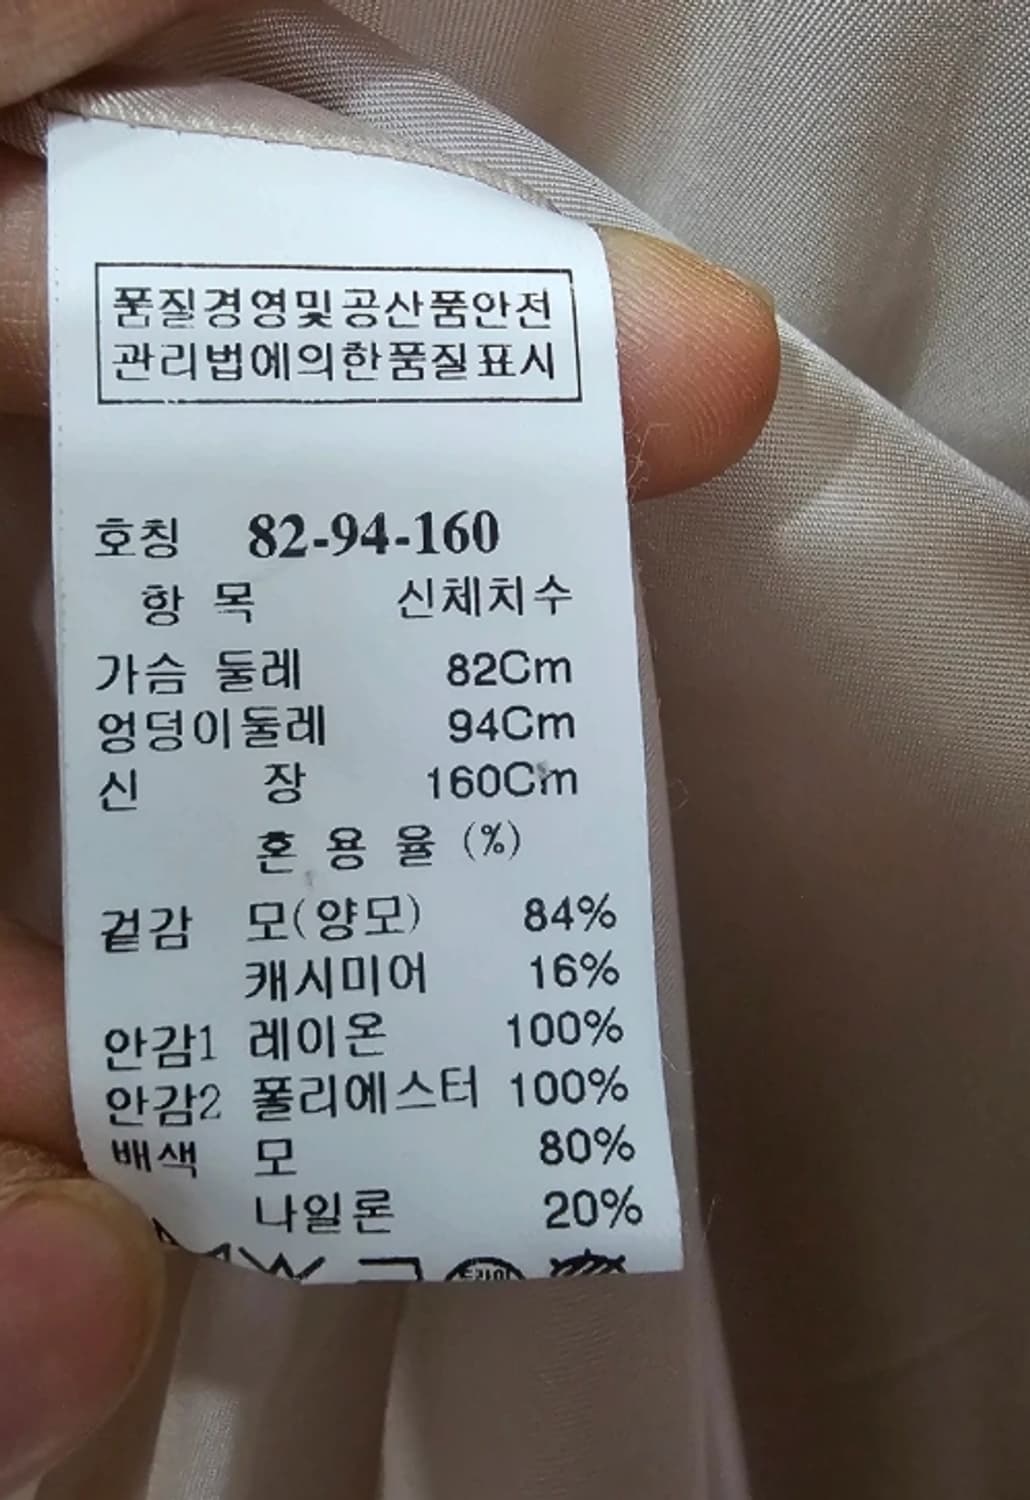 품질경영및공산품안전
관리법에의한품질표시
호칭 82-94-160
항 목 신체치수
가슴 둘레 82Cm
엉덩이둘레 94Cm
신 장 160Cm
혼 용 율 (%)
겉감 모(양모) 84%
캐시미어 16%
안감1 레이온 100%
안감2 폴리에스터 100%
배색 모 80%
나일론 20%
드라이